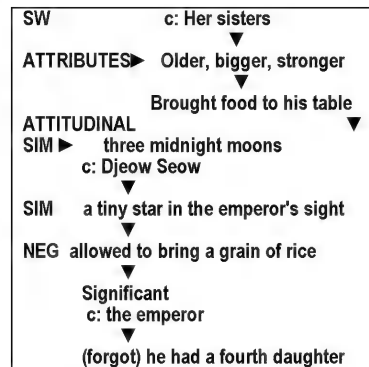 SW c: Her sisters
▼
ATTRIBUTES► Older, bigger, stronger
▼
Brought food to his table
ATTITUDINAL ▼
SIM ► three midnight moons
c: Djeow Seow
▼
SIM a tiny star in the emperor's sight
▼
NEG allowed to bring a grain of rice
▼
Significant
c: the emperor
▼
(forgot) he had a fourth daughter